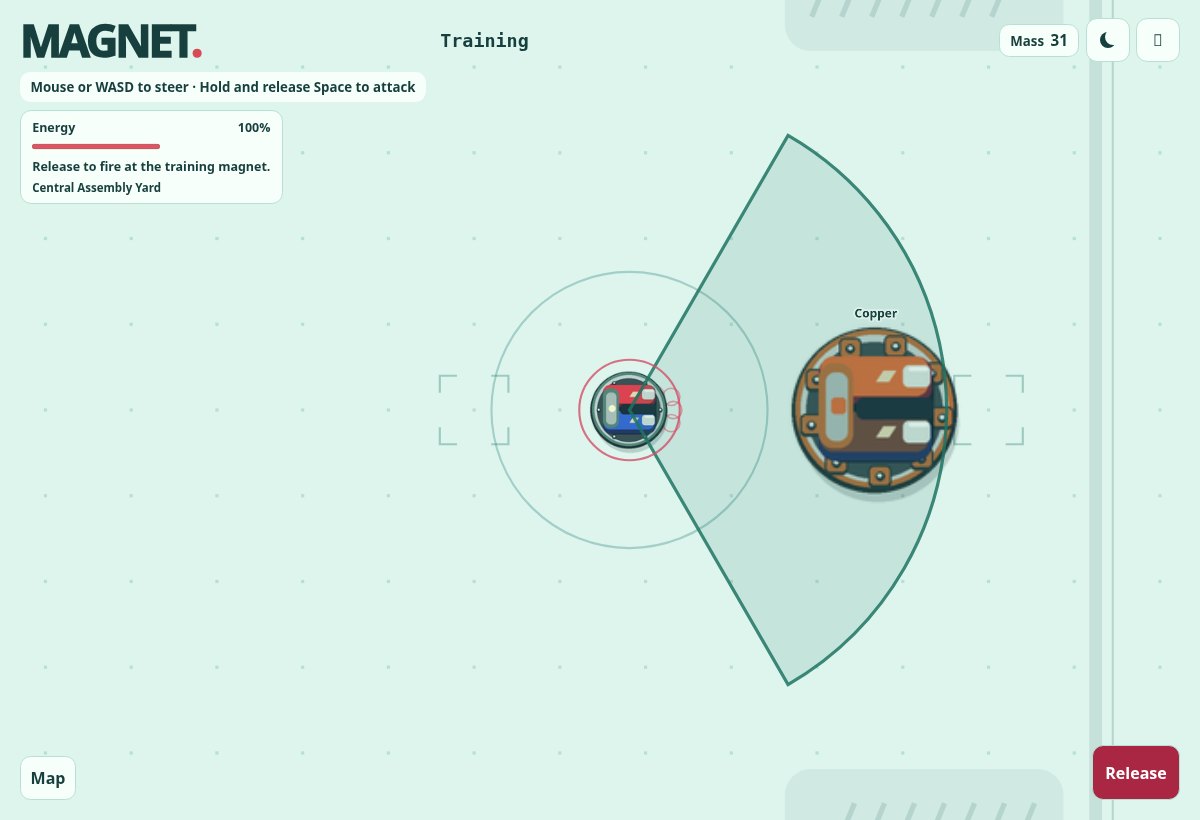 MAGNET.
Training
Mass 31
Mouse or WASD to steer · Hold and release Space to attack
Energy 100%
Release to fire at the training magnet.
Central Assembly Yard
Copper
Map
Release